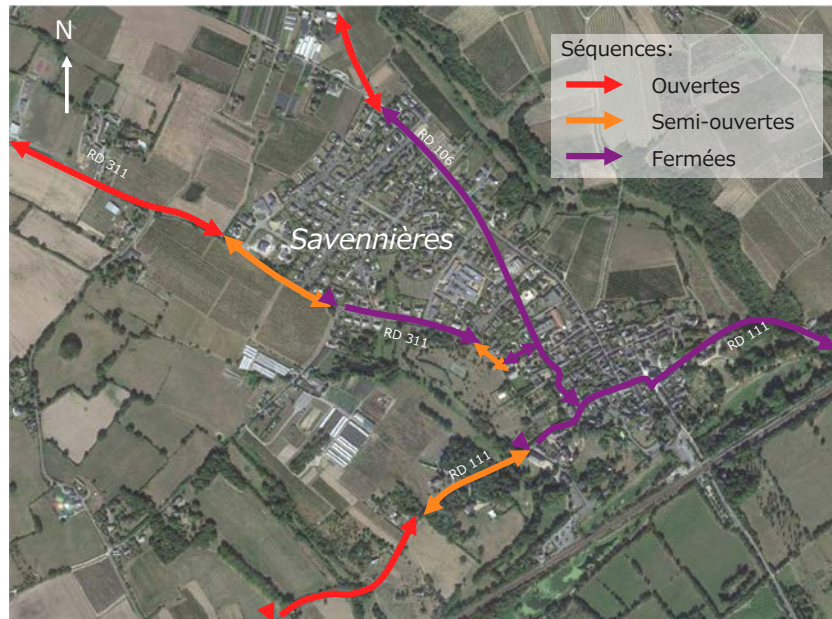 N
Séquences:
Ouvertes
Semi-ouvertes
Fermées
RD 106
RD 311
Savennières
RD 311
RD 111
RD 111